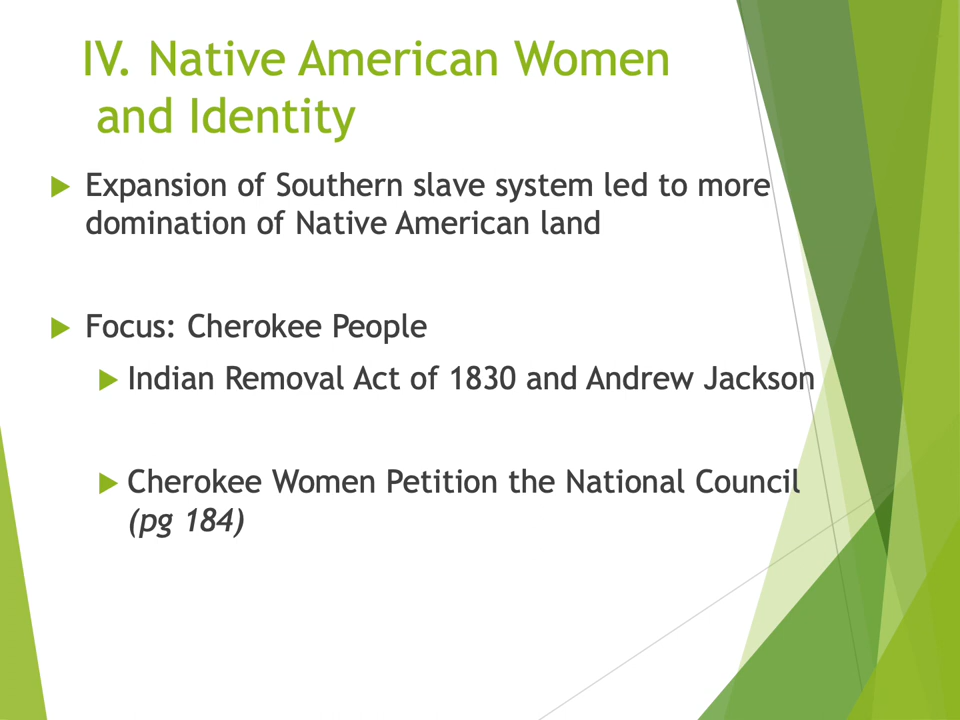 IV. Native American Women
and Identity
Expansion of Southern slave system led to more
domination of Native American land
Focus: Cherokee People
Indian Removal Act of 1830 and Andrew Jackson
Cherokee Women Petition the National Council
(pg 184)